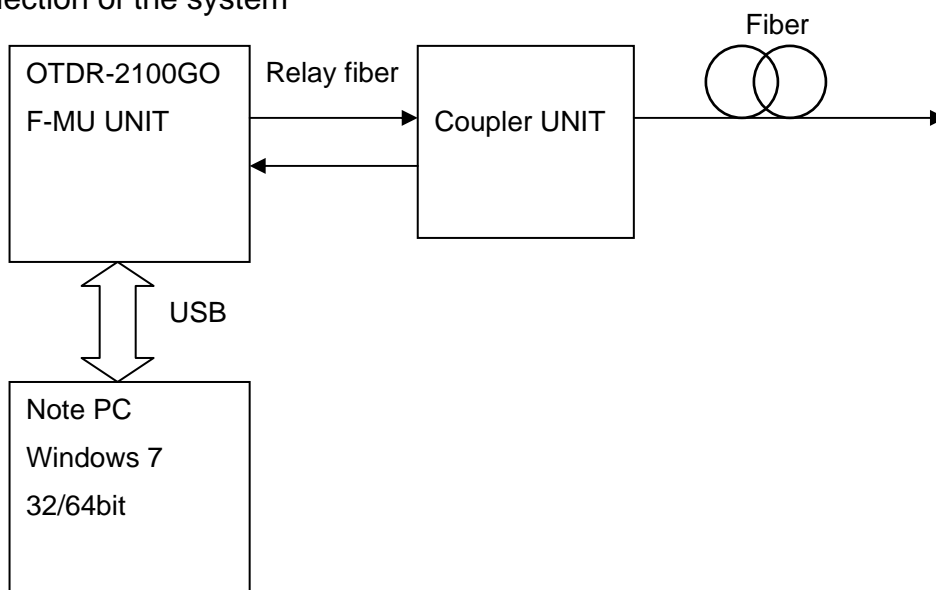 of the system
Fiber
OTDR-2100GO
F-MU UNIT
Relay fiber
Coupler UNIT
USB
Note PC
Windows 7
32/64bit